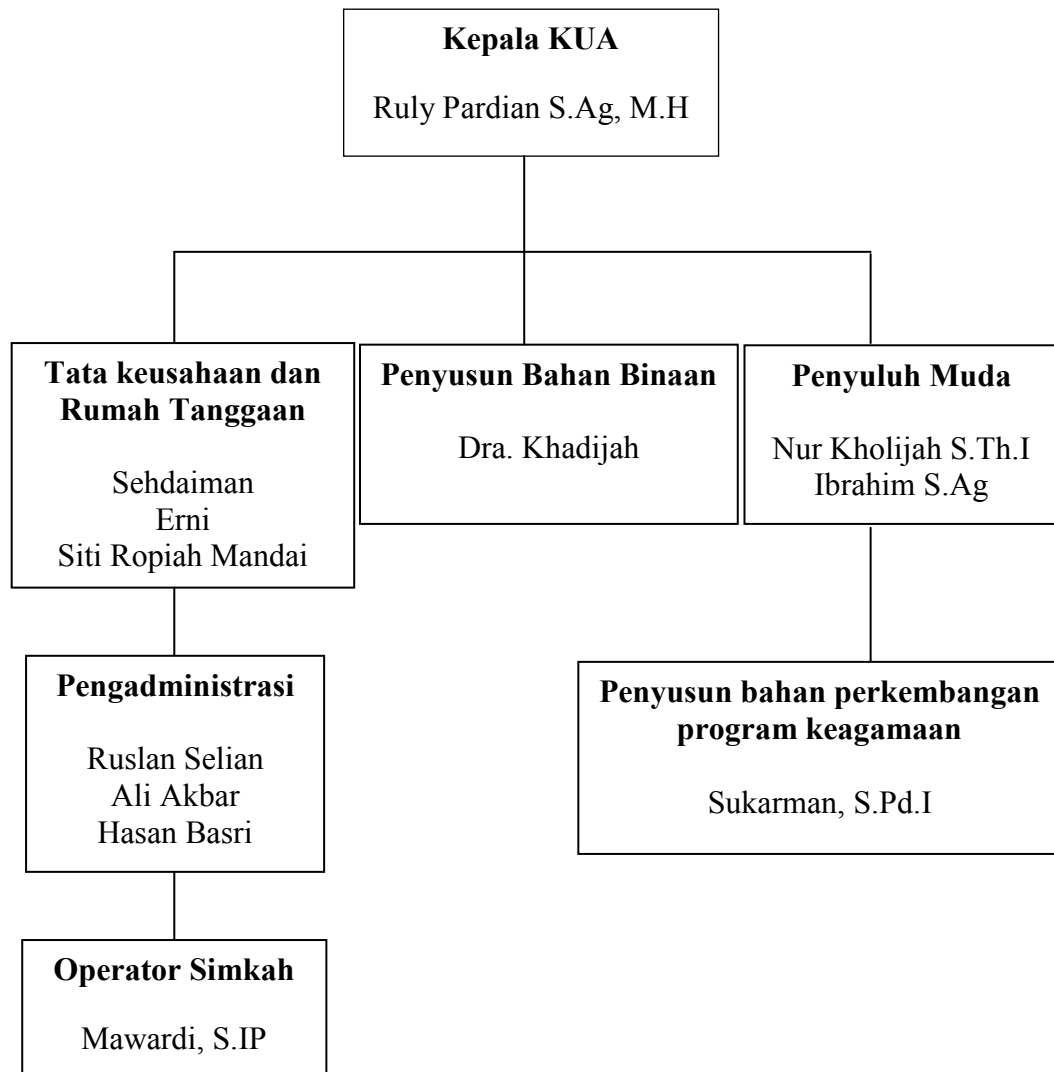 Kepala KUA
Ruly Pardian S.Ag, M.H
Tata keusahaan dan
Rumah Tanggaan
Sehdaiman
Erni
Siti Ropiah Mandai
Penyusun Bahan Binaan
Dra. Khadijah
Penyuluh Muda
Nur Kholijah S.Th.I
Ibrahim S.Ag
Pengadministrasi
Ruslan Selian
Ali Akbar
Hasan Basri
Penyusun bahan perkembangan
program keagamaan
Sukarman, S.Pd.I
Operator Simkah
Mawardi, S.IP